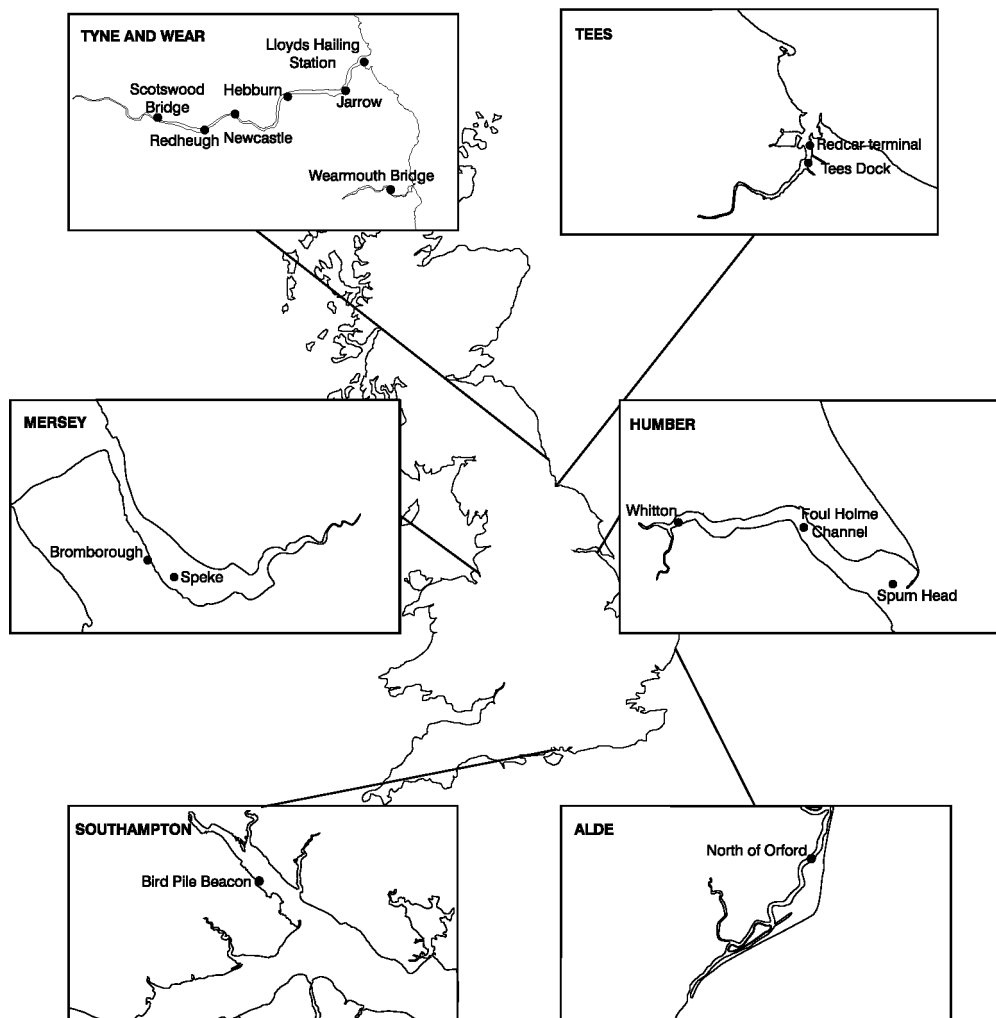 TYNE AND WEAR
Lloyds Hailing
Station
Scotswood
Bridge
Hebburn
Jarrow
Redheugh
Newcastle
Wearmouth Bridge
TEES
Redcar terminal
Tees Dock
MERSEY
Bromborough
Speke
HUMBER
Whitton
Foul Holme
Channel
Spurn Head
SOUTHAMPTON
Bird Pile Beacon
ALDE
North of Orford